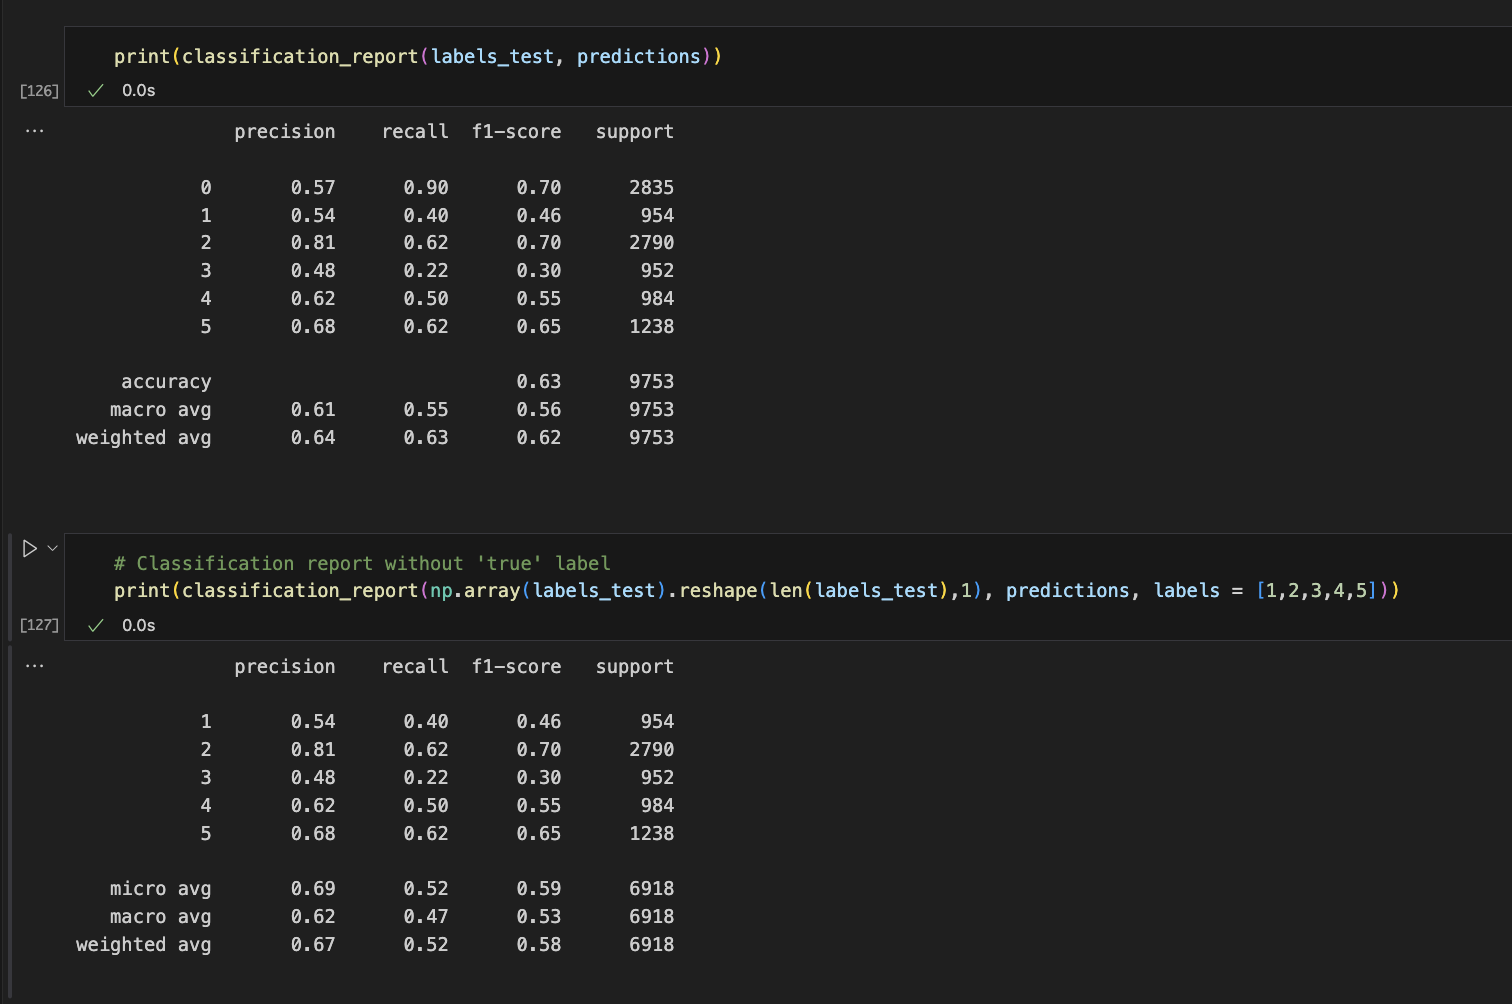 print(classification_report(labels_test, predictions))
[126] 0.0s
... precision recall f1-score support
0 0.57 0.90 0.70 2835
1 0.54 0.40 0.46 954
2 0.81 0.62 0.70 2790
3 0.48 0.22 0.30 952
4 0.62 0.50 0.55 984
5 0.68 0.62 0.65 1238
accuracy 0.63 9753
macro avg 0.61 0.55 0.56 9753
weighted avg 0.64 0.63 0.62 9753
# Classification report without 'true' label
print(classification_report(np.array(labels_test).reshape(len(labels_test),1), predictions, labels = [1,2,3,4,5]))
[127] 0.0s
... precision recall f1-score support
1 0.54 0.40 0.46 954
2 0.81 0.62 0.70 2790
3 0.48 0.22 0.30 952
4 0.62 0.50 0.55 984
5 0.68 0.62 0.65 1238
micro avg 0.69 0.52 0.59 6918
macro avg 0.62 0.47 0.53 6918
weighted avg 0.67 0.52 0.58 6918